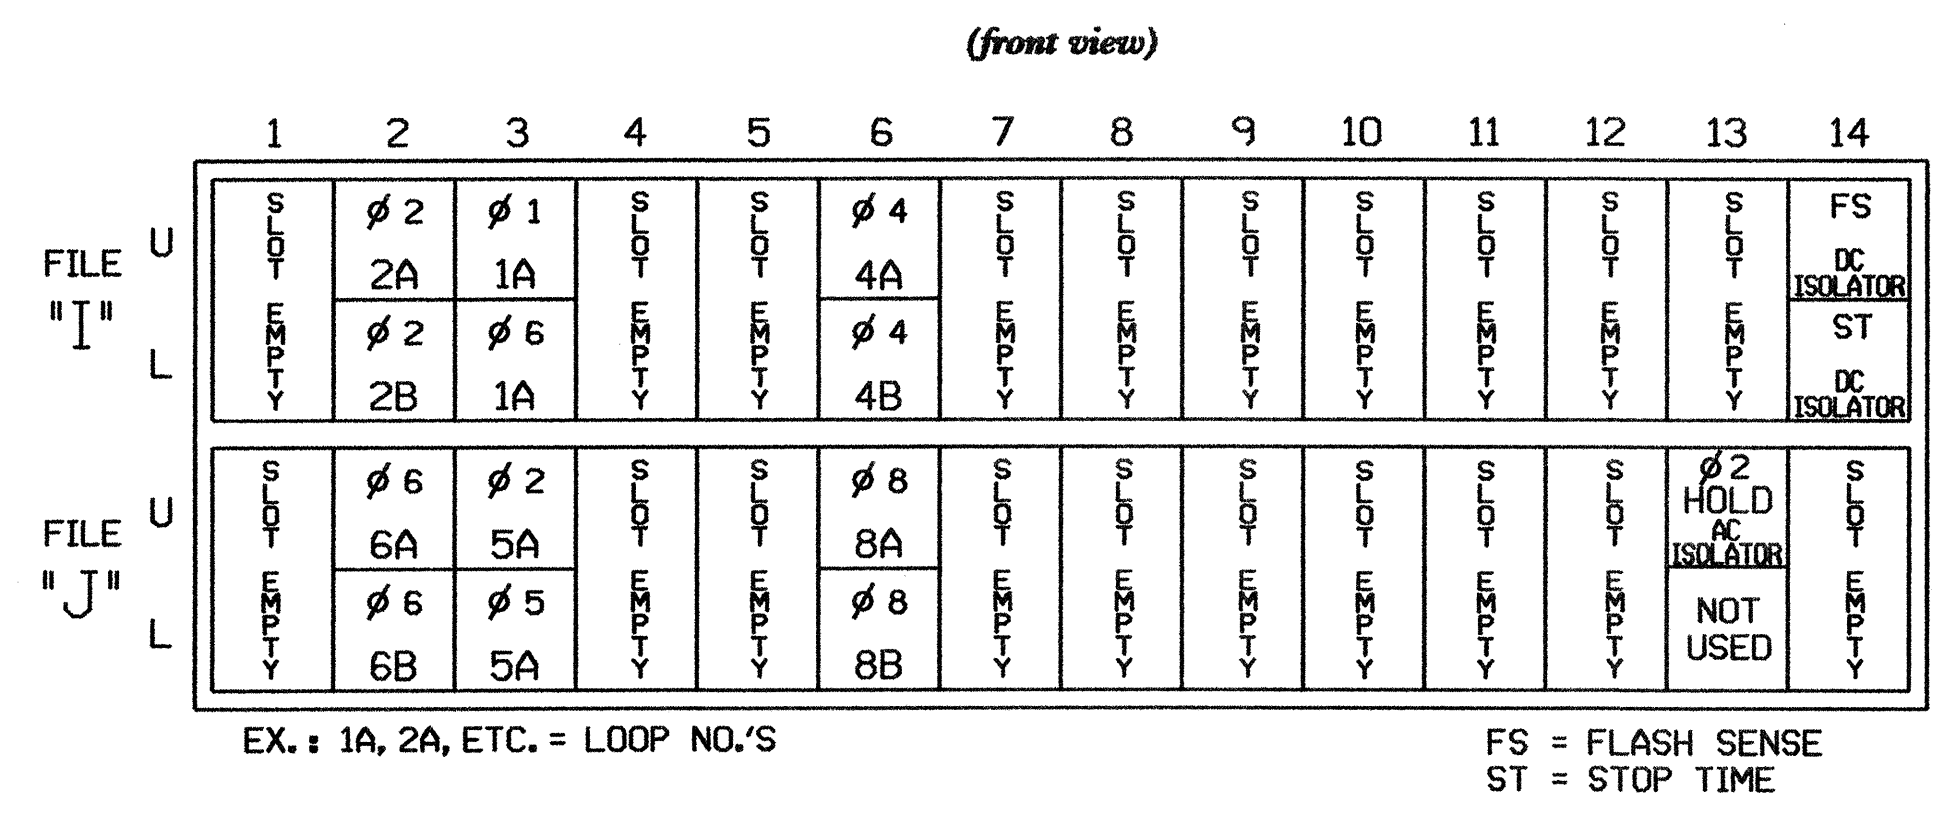 (front view)
1 2 3 4 5 6 7 8 9 10 11 12 13 14
FILE "I"
U
L
SLOT EMPTY
ø 2
2A
ø 2
2B
ø 1
1A
ø 6
1A
SLOT EMPTY
SLOT EMPTY
ø 4
4A
ø 4
4B
SLOT EMPTY
SLOT EMPTY
SLOT EMPTY
SLOT EMPTY
SLOT EMPTY
SLOT EMPTY
SLOT EMPTY
FS
DC
ISOLATOR
ST
DC
ISOLATOR
FILE "J"
U
L
SLOT EMPTY
ø 6
6A
ø 6
6B
ø 2
5A
ø 5
5A
SLOT EMPTY
SLOT EMPTY
ø 8
8A
ø 8
8B
SLOT EMPTY
SLOT EMPTY
SLOT EMPTY
SLOT EMPTY
SLOT EMPTY
SLOT EMPTY
ø 2
HOLD
AC
ISOLATOR
NOT
USED
SLOT EMPTY
EX.: 1A, 2A, ETC. = LOOP NO.'S
FS = FLASH SENSE
ST = STOP TIME